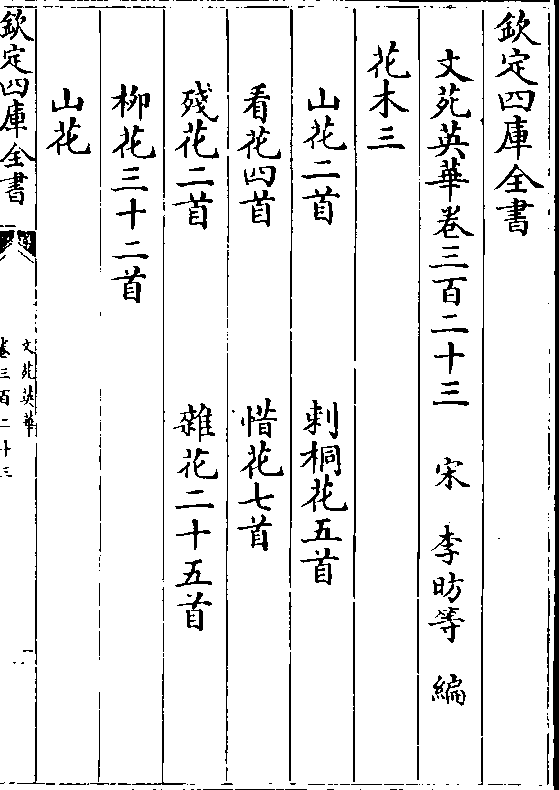 欽定四庫全書
文苑英華卷三百二十三 宋 李昉等 編
花木三
山花二首 刺桐花五首
看花四首 惜花七首
殘花二首 雜花二十五首
柳花三十二首
山花
欽定四庫全書
文苑英華
卷三百二十三
一